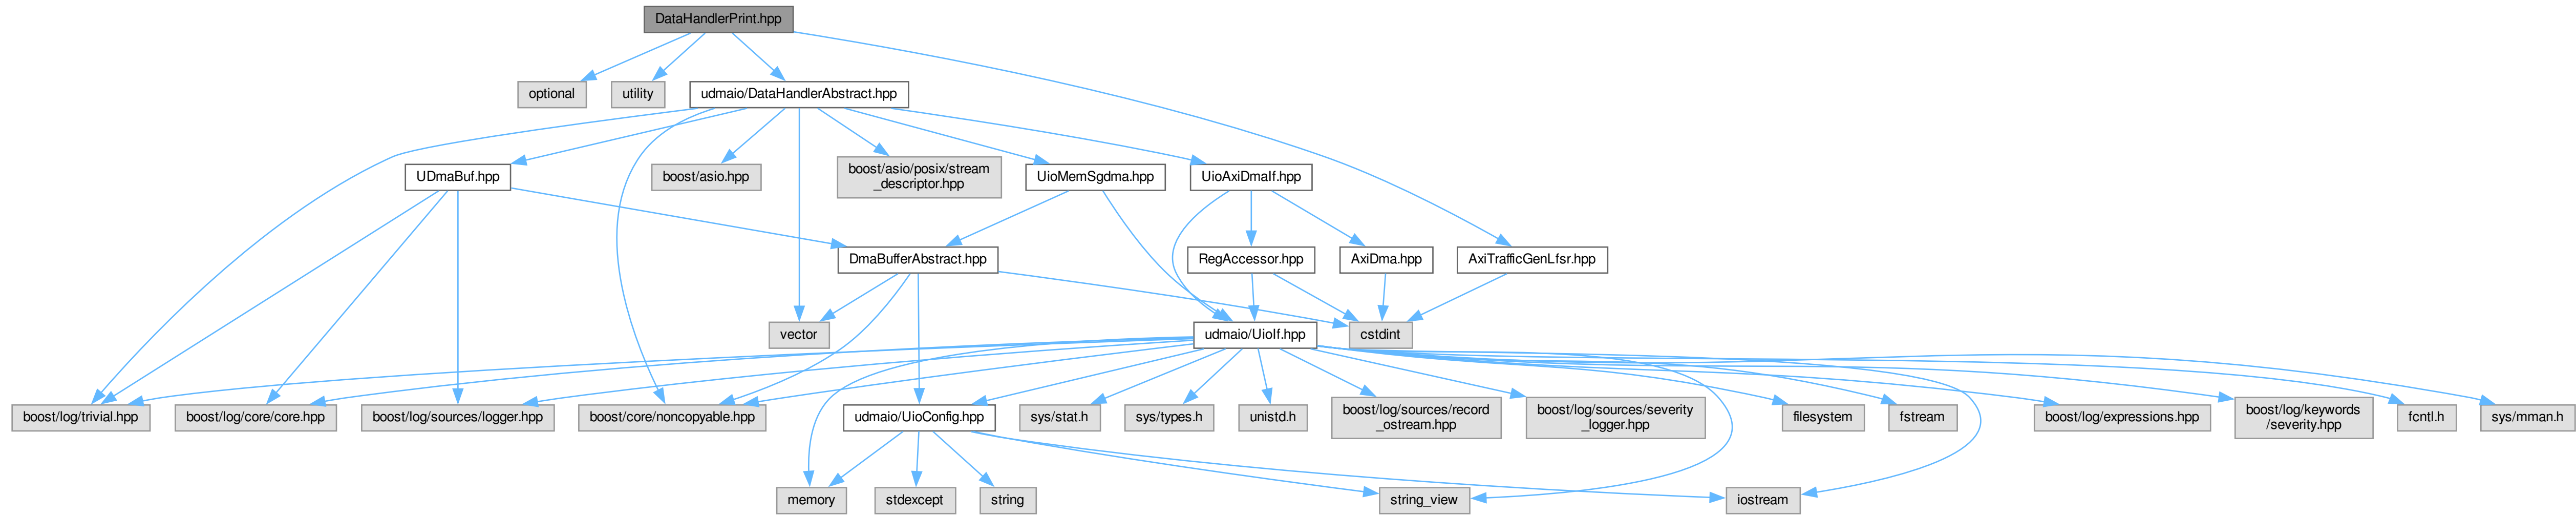 DataHandlerPrint.hpp
optional
utility
udmaio/DataHandlerAbstract.hpp
UDmaBuf.hpp
boost/asio.hpp
boost/asio/posix/stream
_descriptor.hpp
UioMemSgdma.hpp
UioAxiDmaIf.hpp
DmaBufferAbstract.hpp
RegAccessor.hpp
AxiDma.hpp
AxiTrafficGenLfsr.hpp
vector
udmaio/UioIf.hpp
cstdint
boost/log/trivial.hpp
boost/log/core/core.hpp
boost/log/sources/logger.hpp
boost/core/noncopyable.hpp
udmaio/UioConfig.hpp
sys/stat.h
sys/types.h
unistd.h
boost/log/sources/record
_ostream.hpp
boost/log/sources/severity
_logger.hpp
filesystem
fstream
boost/log/expressions.hpp
boost/log/keywords
/severity.hpp
fcntl.h
sys/mman.h
memory
stdexcept
string
string_view
iostream